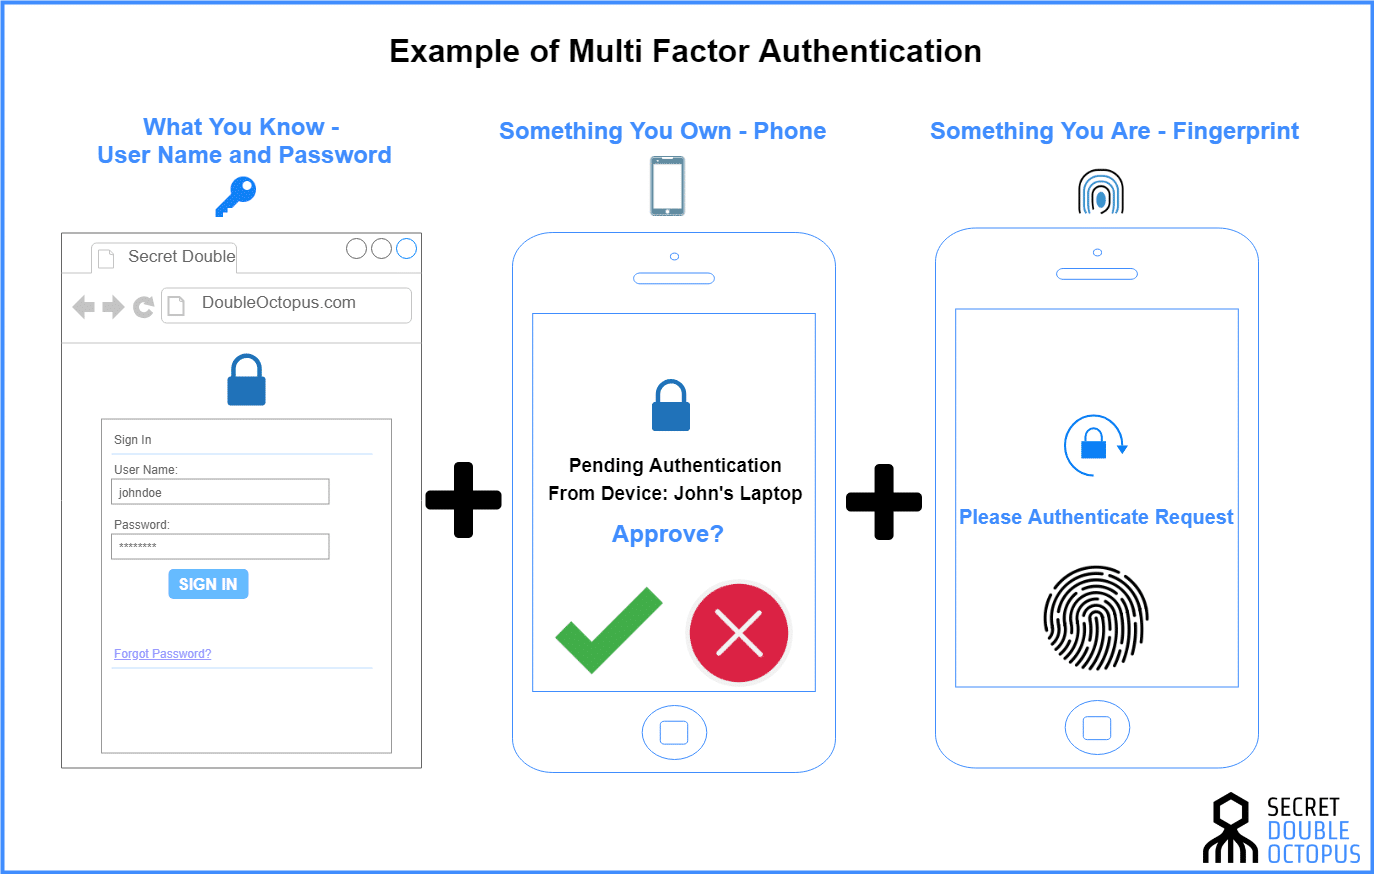 Example of Multi Factor Authentication
What You Know -
User Name and Password
Something You Own - Phone
Something You Are - Fingerprint
Secret Double
DoubleOctopus.com
Sign In
User Name:
johndoe
Password:
********
SIGN IN
Forgot Password?
Pending Authentication
From Device: John's Laptop
Approve?
Please Authenticate Request
SECRET
DOUBLE
OCTOPUS